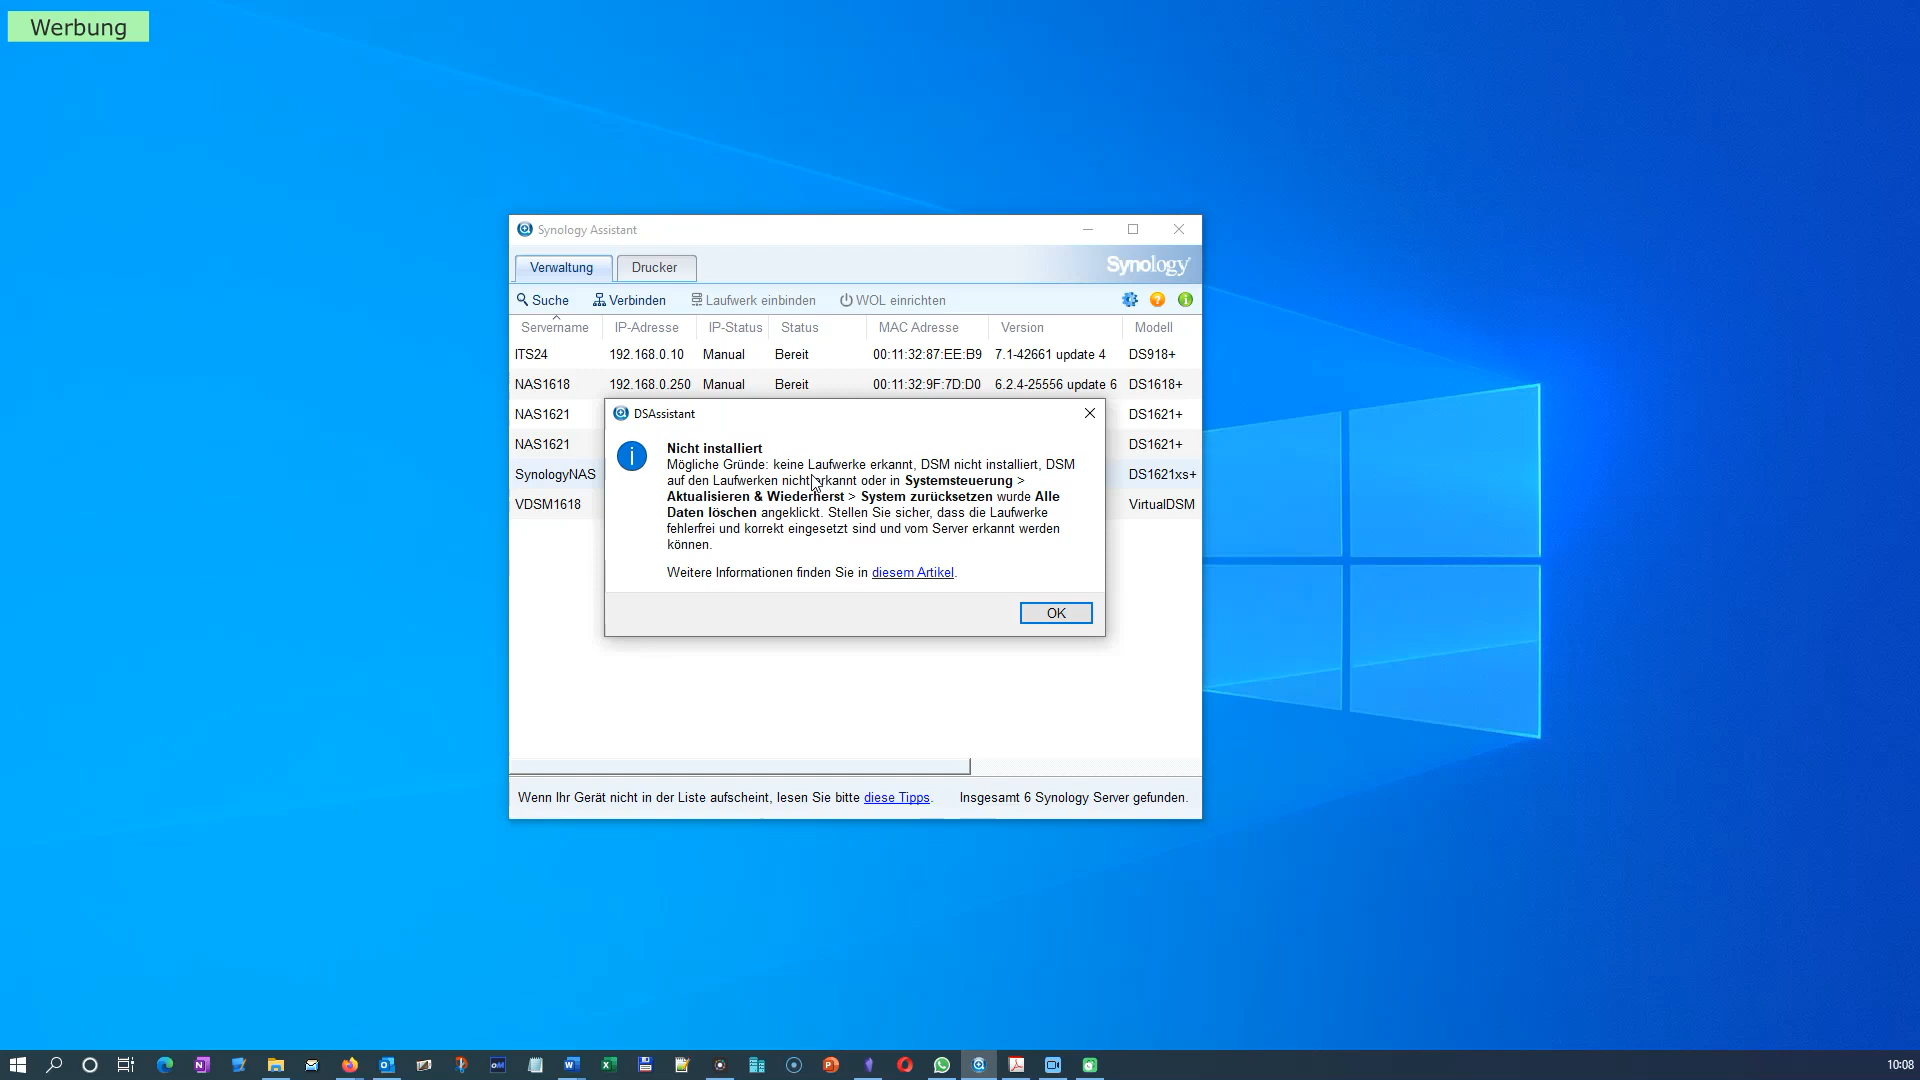 Werbung
Synology Assistant
Verwaltung Drucker Synology
Suche Verbinden Laufwerk einbinden WOL einrichten
Servername IP-Adresse IP-Status Status MAC Adresse Version Modell
ITS24 192.168.0.10 Manual Bereit 00:11:32:87:EE:B9 7.1-42661 update 4 DS918+
NAS1618 192.168.0.250 Manual Bereit 00:11:32:9F:7D:D0 6.2.4-25556 update 6 DS1618+
NAS1621 DS1621+
NAS1621 DS1621+
SynologyNAS DS1621xs+
VDSM1618 VirtualDSM
DSAssistant
Nicht installiert
Mögliche Gründe: keine Laufwerke erkannt, DSM nicht installiert, DSM
auf den Laufwerken nicht erkannt oder in Systemsteuerung >
Aktualisieren & Wiederherst > System zurücksetzen wurde Alle
Daten löschen angeklickt. Stellen Sie sicher, dass die Laufwerke
fehlerfrei und korrekt eingesetzt sind und vom Server erkannt werden
können.
Weitere Informationen finden Sie in diesem Artikel.
OK
Wenn Ihr Gerät nicht in der Liste aufscheint, lesen Sie bitte diese Tipps. Insgesamt 6 Synology Server gefunden.
10:08